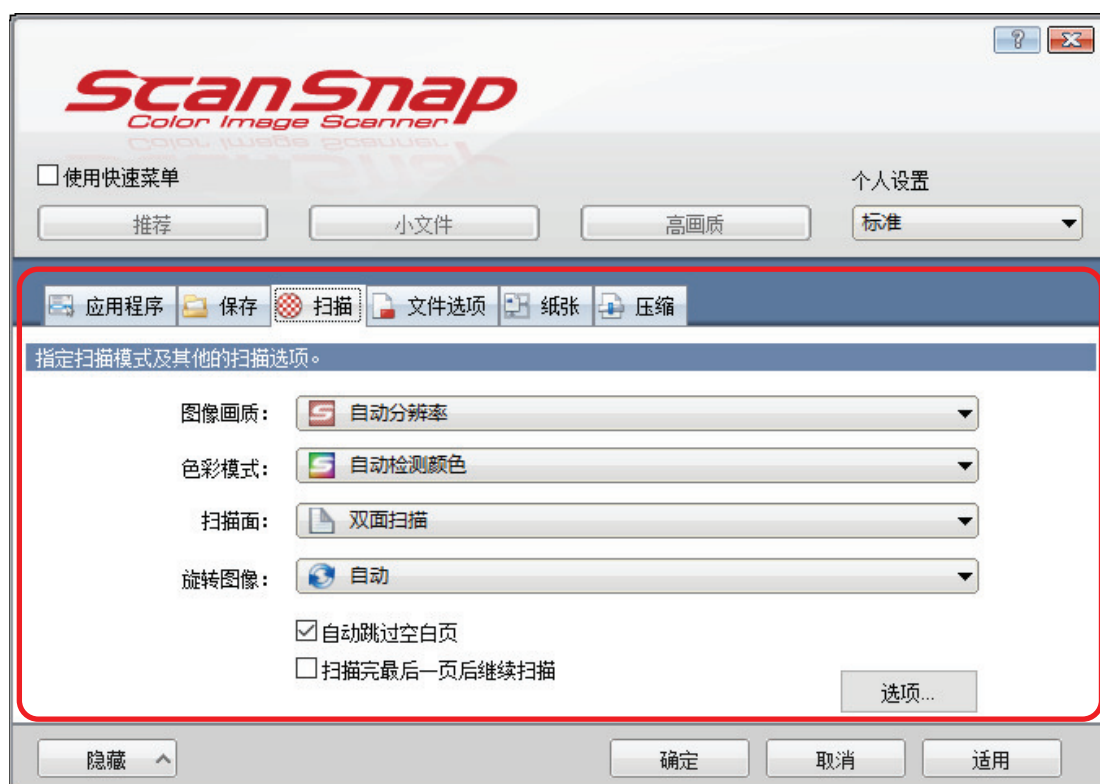 ScanSnap
Color Image Scanner
使用快速菜单
个人设置
推荐 小文件 高画质 标准
应用程序 保存 扫描 文件选项 纸张 压缩
指定扫描模式及其他的扫描选项。
图像画质: 自动分辨率
色彩模式: 自动检测颜色
扫描面: 双面扫描
旋转图像: 自动
自动跳过空白页
扫描完最后一页后继续扫描
选项...
隐藏 确定 取消 适用